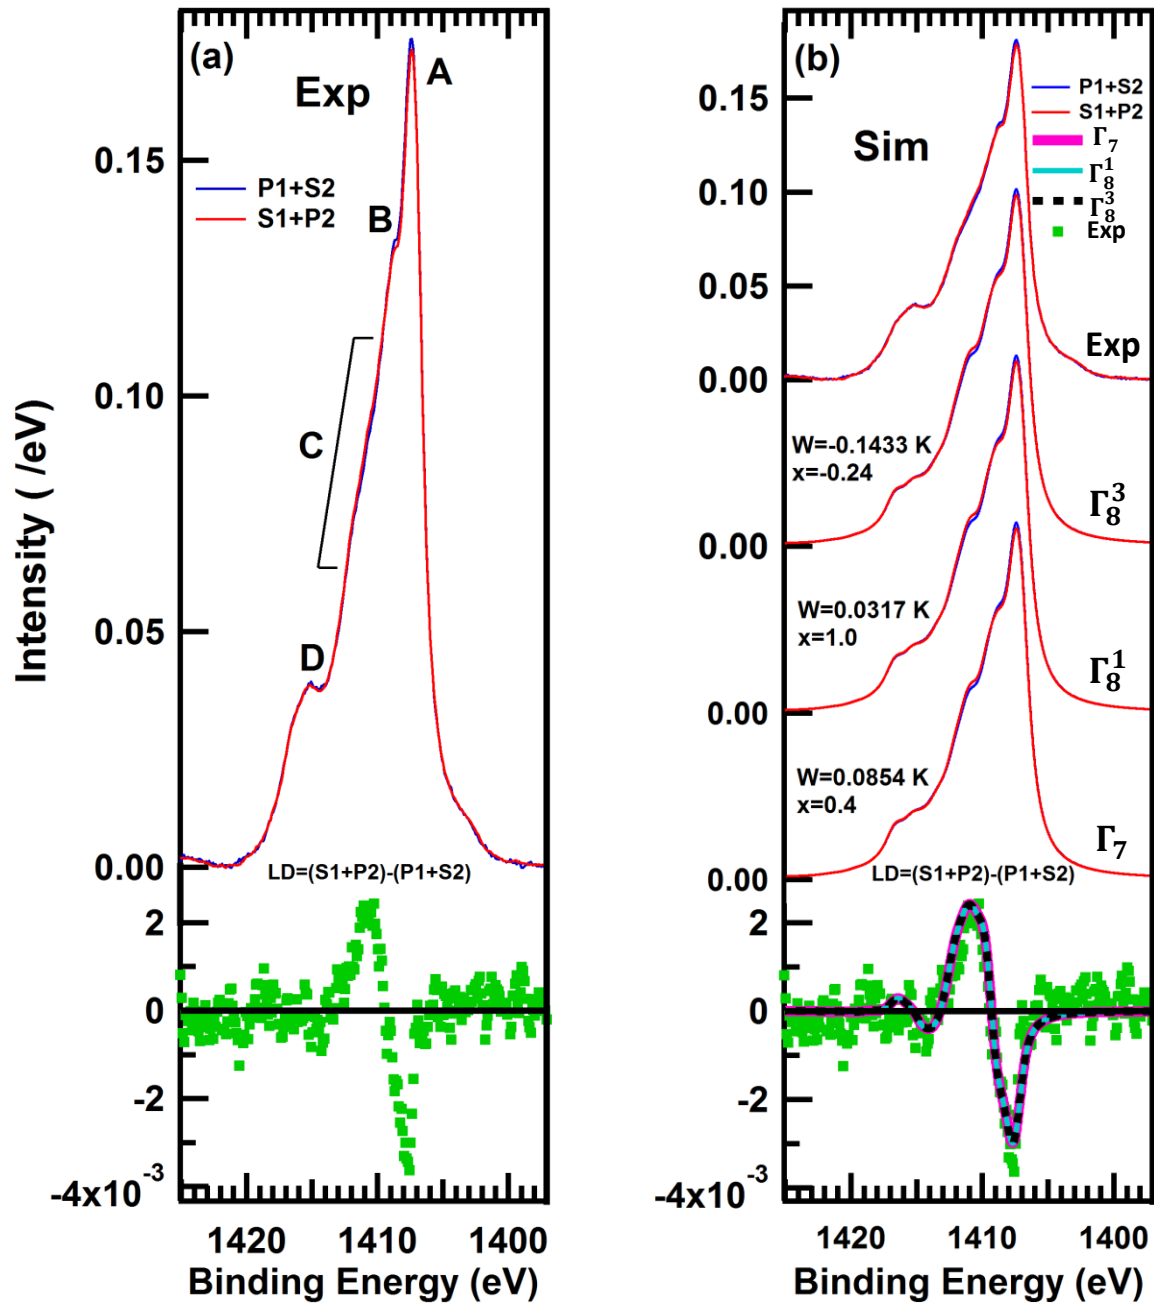 (a)
Exp
A
P1+S2
S1+P2
B
C
D
0.15
0.10
0.05
0.00
Intensity ( /eV)
LD=(S1+P2)-(P1+S2)
2
0
-2
-4x10⁻³
1420 1410 1400
Binding Energy (eV)
(b)
Sim
P1+S2
S1+P2
Γ₇
Γ₈¹
Γ₈³
Exp
0.15
0.10
0.05
0.00
Exp
W=-0.1433 K
x=-0.24
Γ₈³
0.00
W=0.0317 K
x=1.0
Γ₈¹
0.00
W=0.0854 K
x=0.4
Γ₇
0.00
LD=(S1+P2)-(P1+S2)
2
0
-2
-4x10⁻³
1420 1410 1400
Binding Energy (eV)